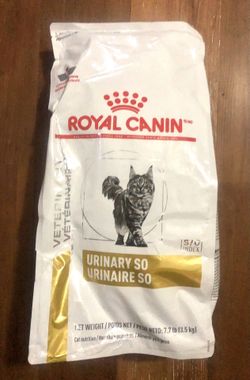 ROYAL CANIN
VETERINARY
VÉTÉRINAIRE
S/O
INDEX
URINARY SO
URINAIRE SO
NET WEIGHT / POIDS NET / PESO NETO: 7.7 lb (3.5 kg)